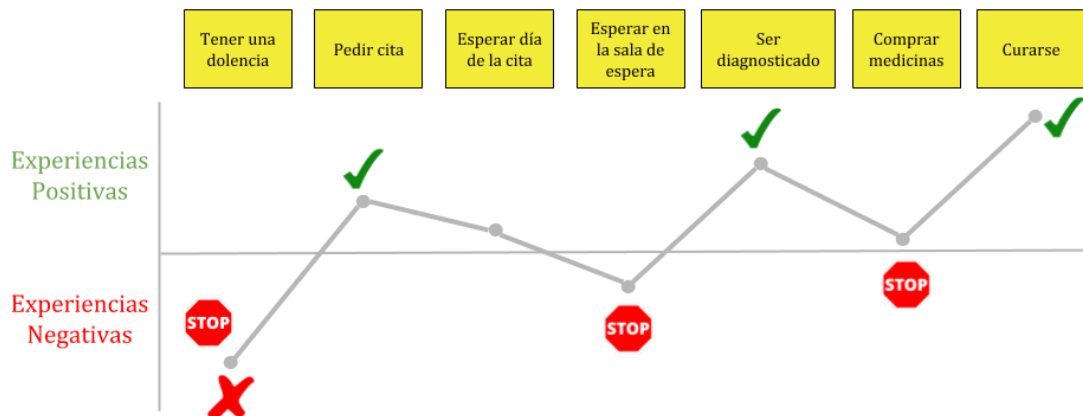 Tener una
dolencia
Pedir cita
Esperar día
de la cita
Esperar en
la sala de
espera
Ser
diagnosticado
Comprar
medicinas
Curarse
Experiencias
Positivas
Experiencias
Negativas
STOP
STOP
STOP